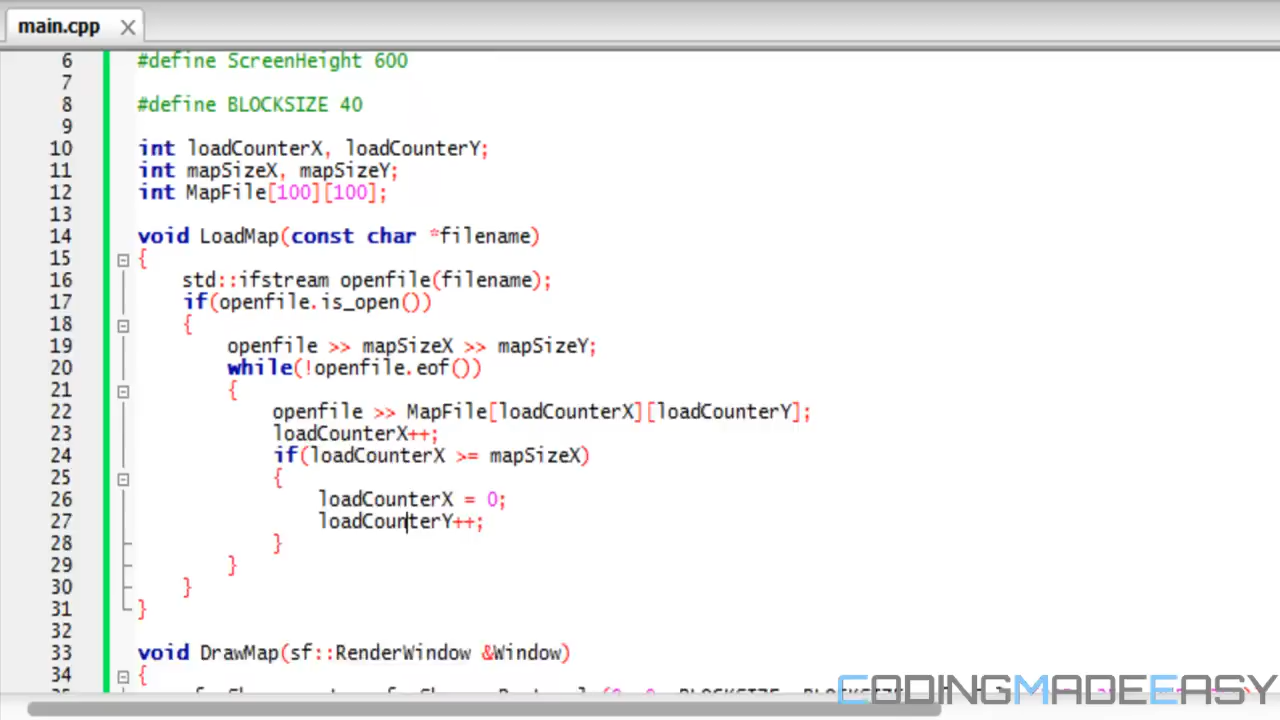 main.cpp
6 #define ScreenHeight 600
7
8 #define BLOCKSIZE 40
9
10 int loadCounterX, loadCounterY;
11 int mapSizeX, mapSizeY;
12 int MapFile[100][100];
13
14 void LoadMap(const char *filename)
15 {
16 std::ifstream openfile(filename);
17 if(openfile.is_open())
18 {
19 openfile >> mapSizeX >> mapSizeY;
20 while(!openfile.eof())
21 {
22 openfile >> MapFile[loadCounterX][loadCounterY];
23 loadCounterX++;
24 if(loadCounterX >= mapSizeX)
25 {
26 loadCounterX = 0;
27 loadCounterY++;
28 }
29 }
30 }
31 }
32
33 void DrawMap(sf::RenderWindow &Window)
34 {
CODINGMADEEASY